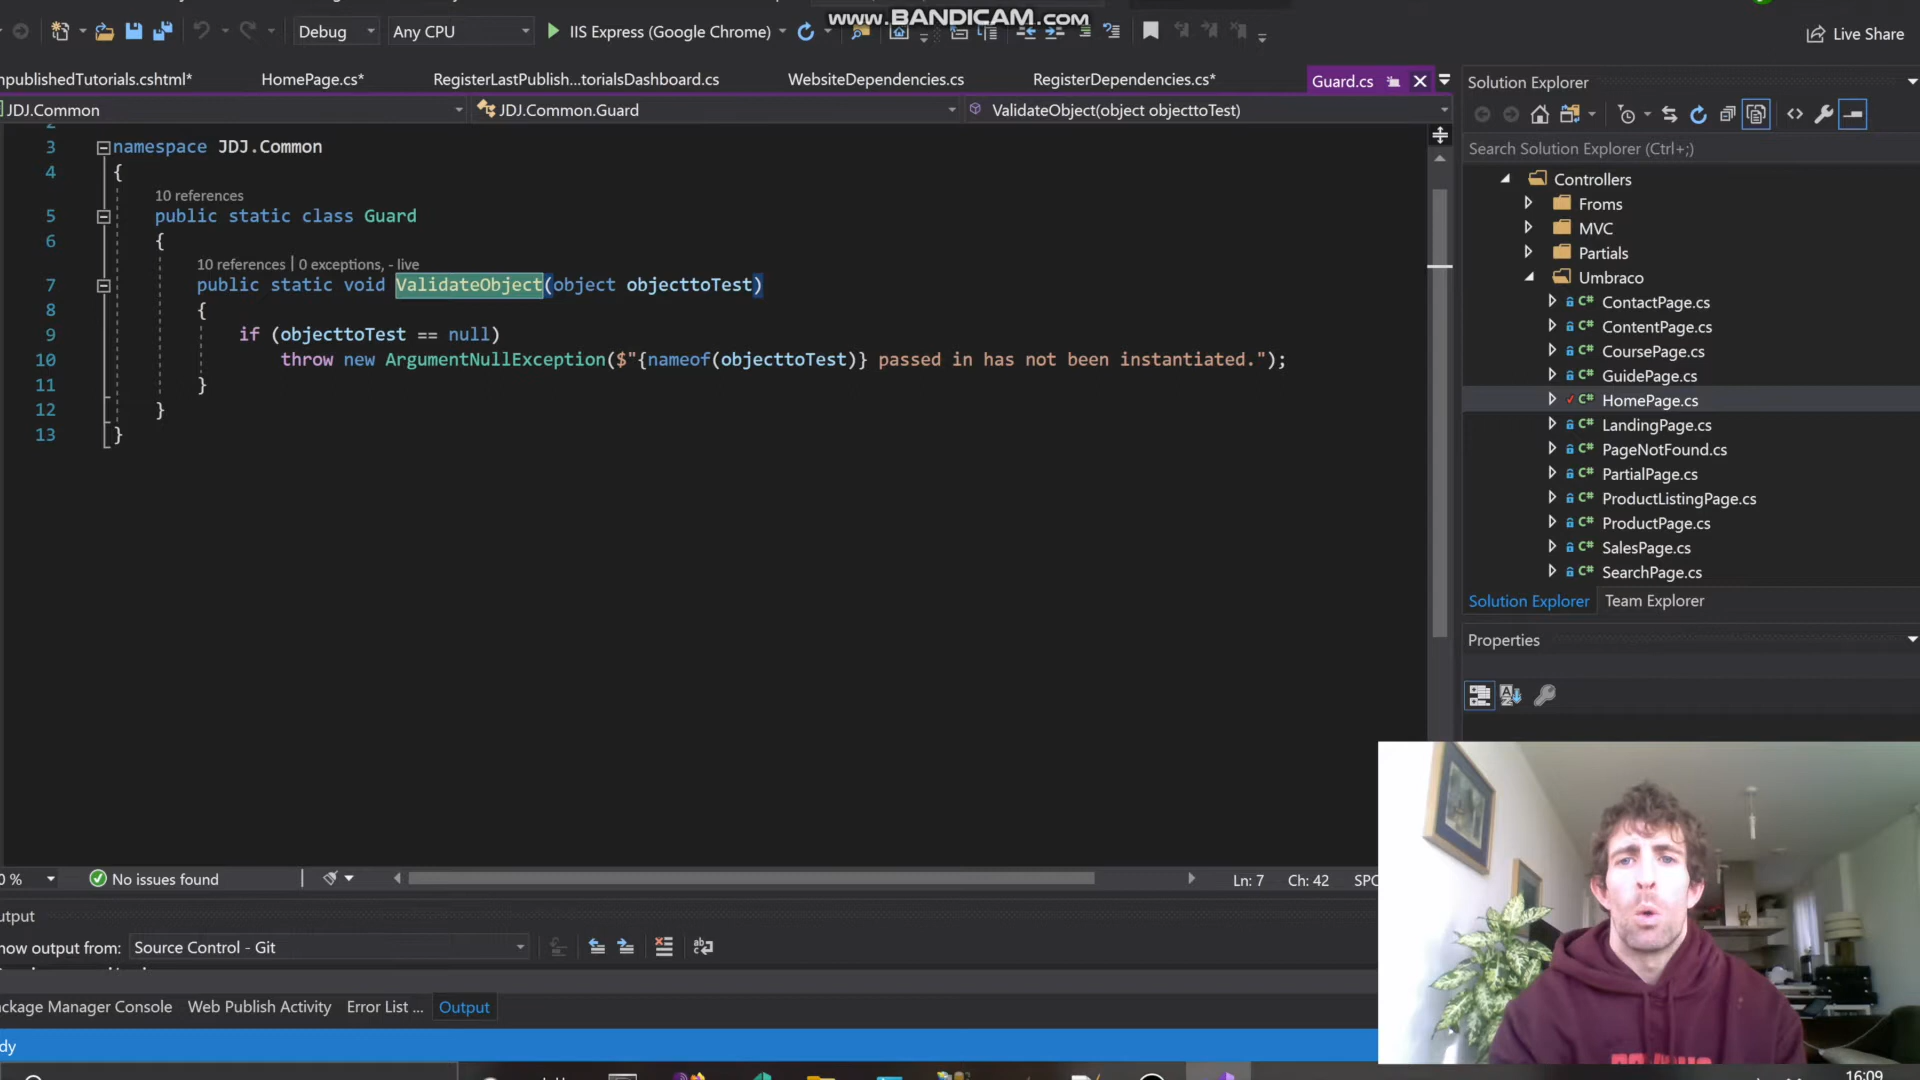 www.BANDICAM.com
Debug
Any CPU
IIS Express (Google Chrome)
Live Share
npublishedTutorials.cshtml*
HomePage.cs*
RegisterLastPublish...torialsDashboard.cs
WebsiteDependencies.cs
RegisterDependencies.cs*
Guard.cs
JDJ.Common
JDJ.Common.Guard
ValidateObject(object objecttoTest)
2
3 namespace JDJ.Common
4 {
10 references
5 public static class Guard
6 {
10 references | 0 exceptions, - live
7 public static void ValidateObject(object objecttoTest)
8 {
9 if (objecttoTest == null)
10 throw new ArgumentNullException($"{nameof(objecttoTest)} passed in has not been instantiated.");
11 }
12 }
13 }
Solution Explorer
Search Solution Explorer (Ctrl+;)
Controllers
Froms
MVC
Partials
Umbraco
C# ContactPage.cs
C# ContentPage.cs
C# CoursePage.cs
C# GuidePage.cs
C# HomePage.cs
C# LandingPage.cs
C# PageNotFound.cs
C# PartialPage.cs
C# ProductListingPage.cs
C# ProductPage.cs
C# SalesPage.cs
C# SearchPage.cs
Solution Explorer
Team Explorer
Properties
0 %
No issues found
Ln: 7
Ch: 42
SPC
utput
how output from:
Source Control - Git
ackage Manager Console
Web Publish Activity
Error List ...
Output
dy
16:09